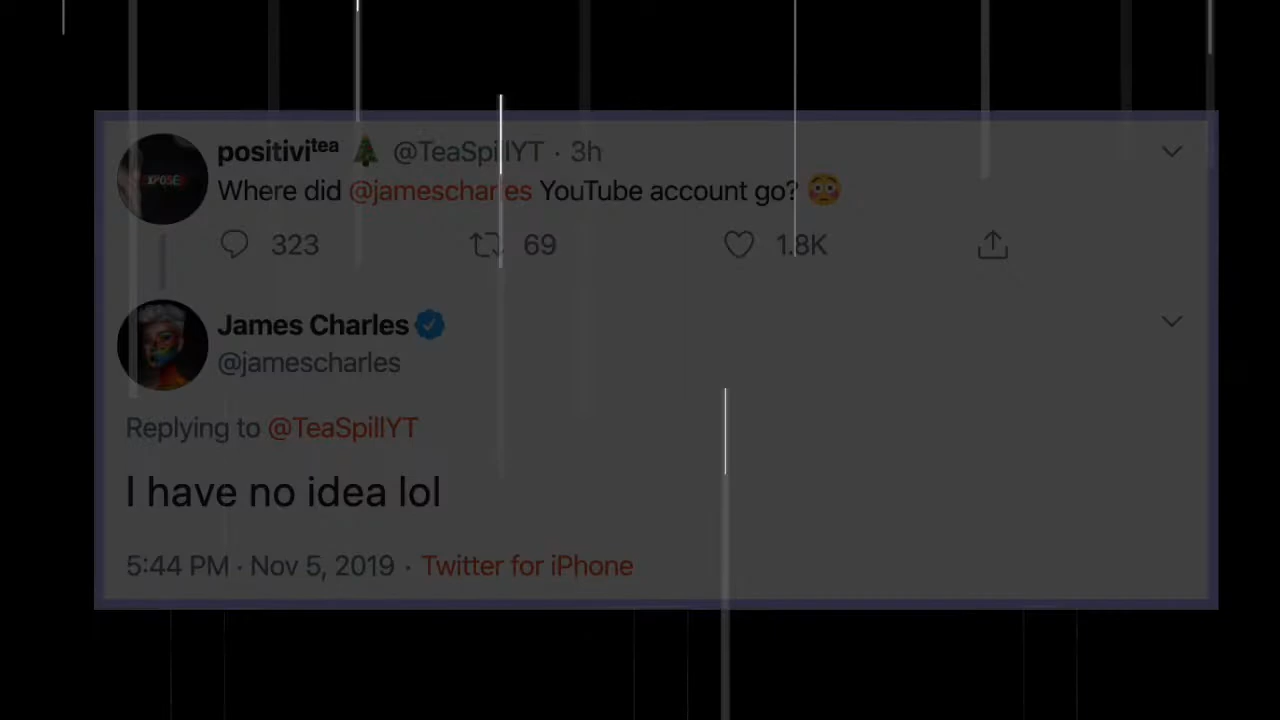 positivitea 🎄 @TeaSpillYT · 3h
Where did @jamescharles YouTube account go? 😳
323 69 1.8K
James Charles
@jamescharles
Replying to @TeaSpillYT
I have no idea lol
5:44 PM · Nov 5, 2019 · Twitter for iPhone